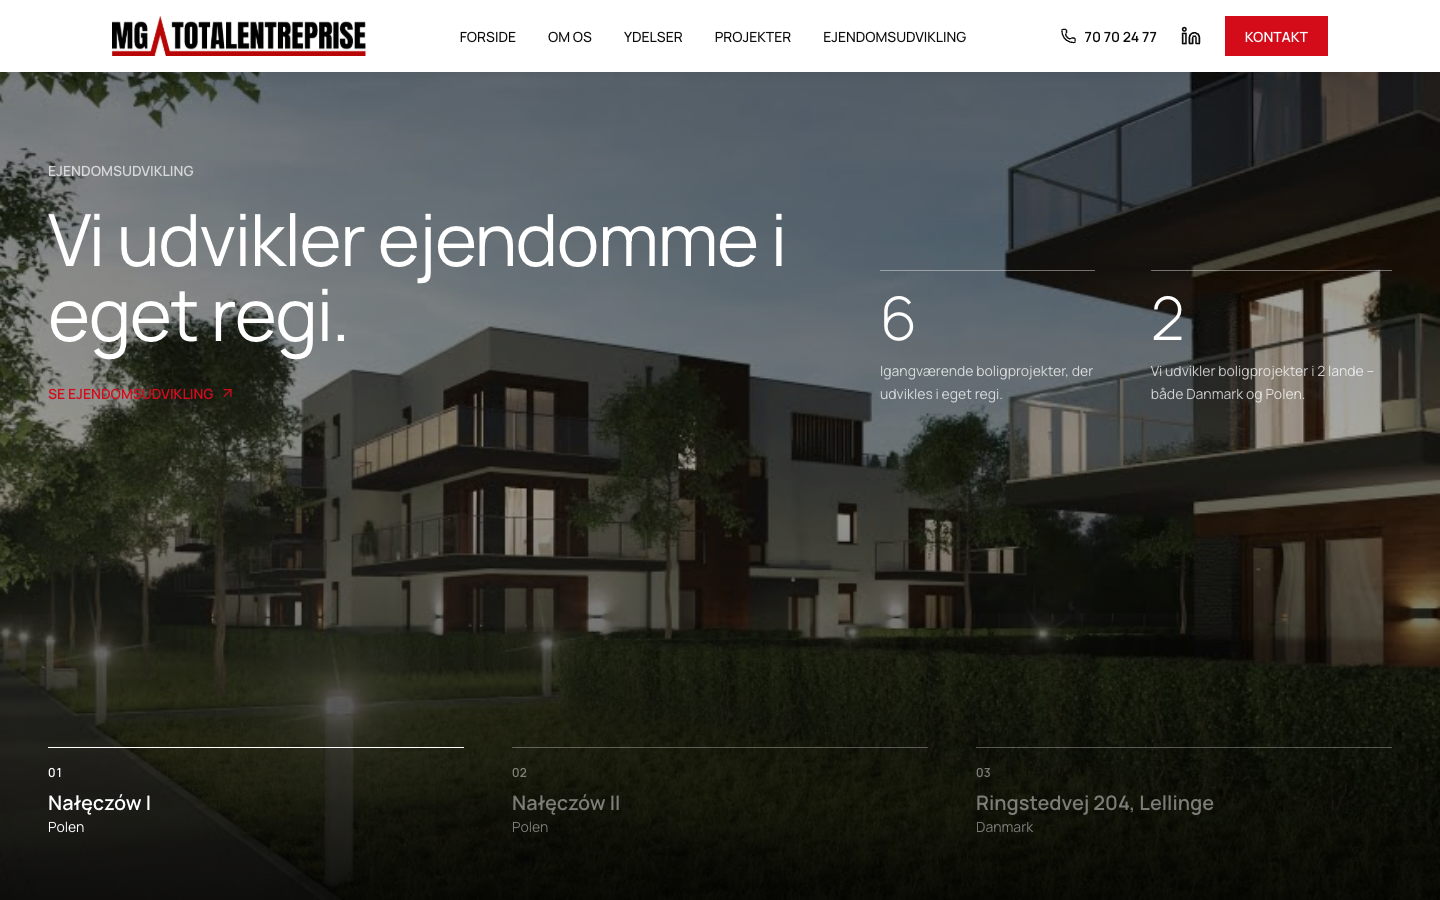 MG TOTALENTREPRISE
FORSIDE
OM OS
YDELSER
PROJEKTER
EJENDOMSUDVIKLING
70 70 24 77
KONTAKT
EJENDOMSUDVIKLING
Vi udvikler ejendomme i
eget regi.
SE EJENDOMSUDVIKLING
6
Igangværende boligprojekter, der
udvikles i eget regi.
2
Vi udvikler boligprojekter i 2 lande –
både Danmark og Polen.
01
Nałęczów I
Polen
02
Nałęczów II
Polen
03
Ringstedvej 204, Lellinge
Danmark